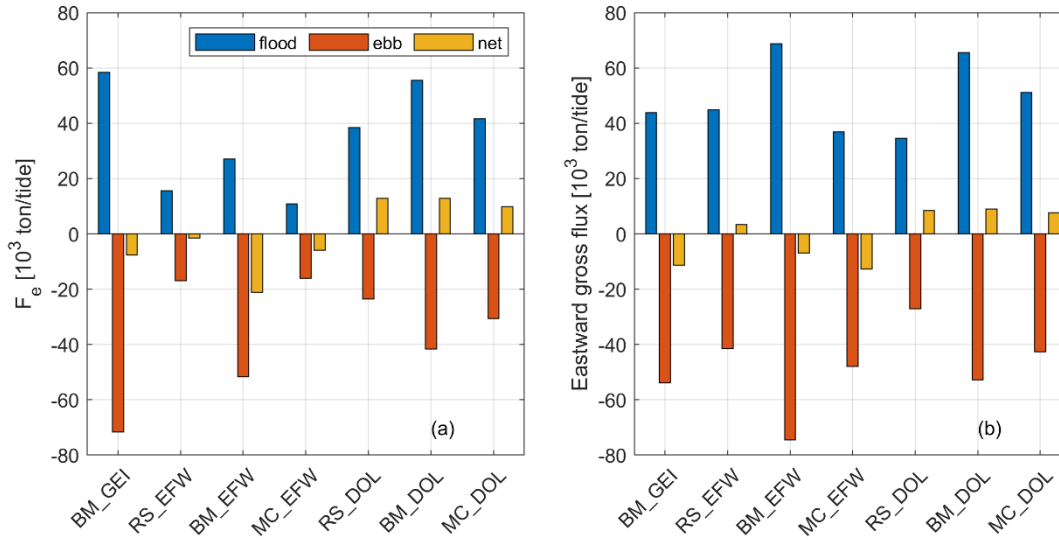 80
60
40
20
0
-20
-40
-60
-80
F_e [10^3 ton/tide]
flood ebb net
(a)
BM_GEI RS_EFW BM_EFW MC_EFW RS_DOL BM_DOL MC_DOL
80
60
40
20
0
-20
-40
-60
-80
Eastward gross flux [10^3 ton/tide]
(b)
BM_GEI RS_EFW BM_EFW MC_EFW RS_DOL BM_DOL MC_DOL